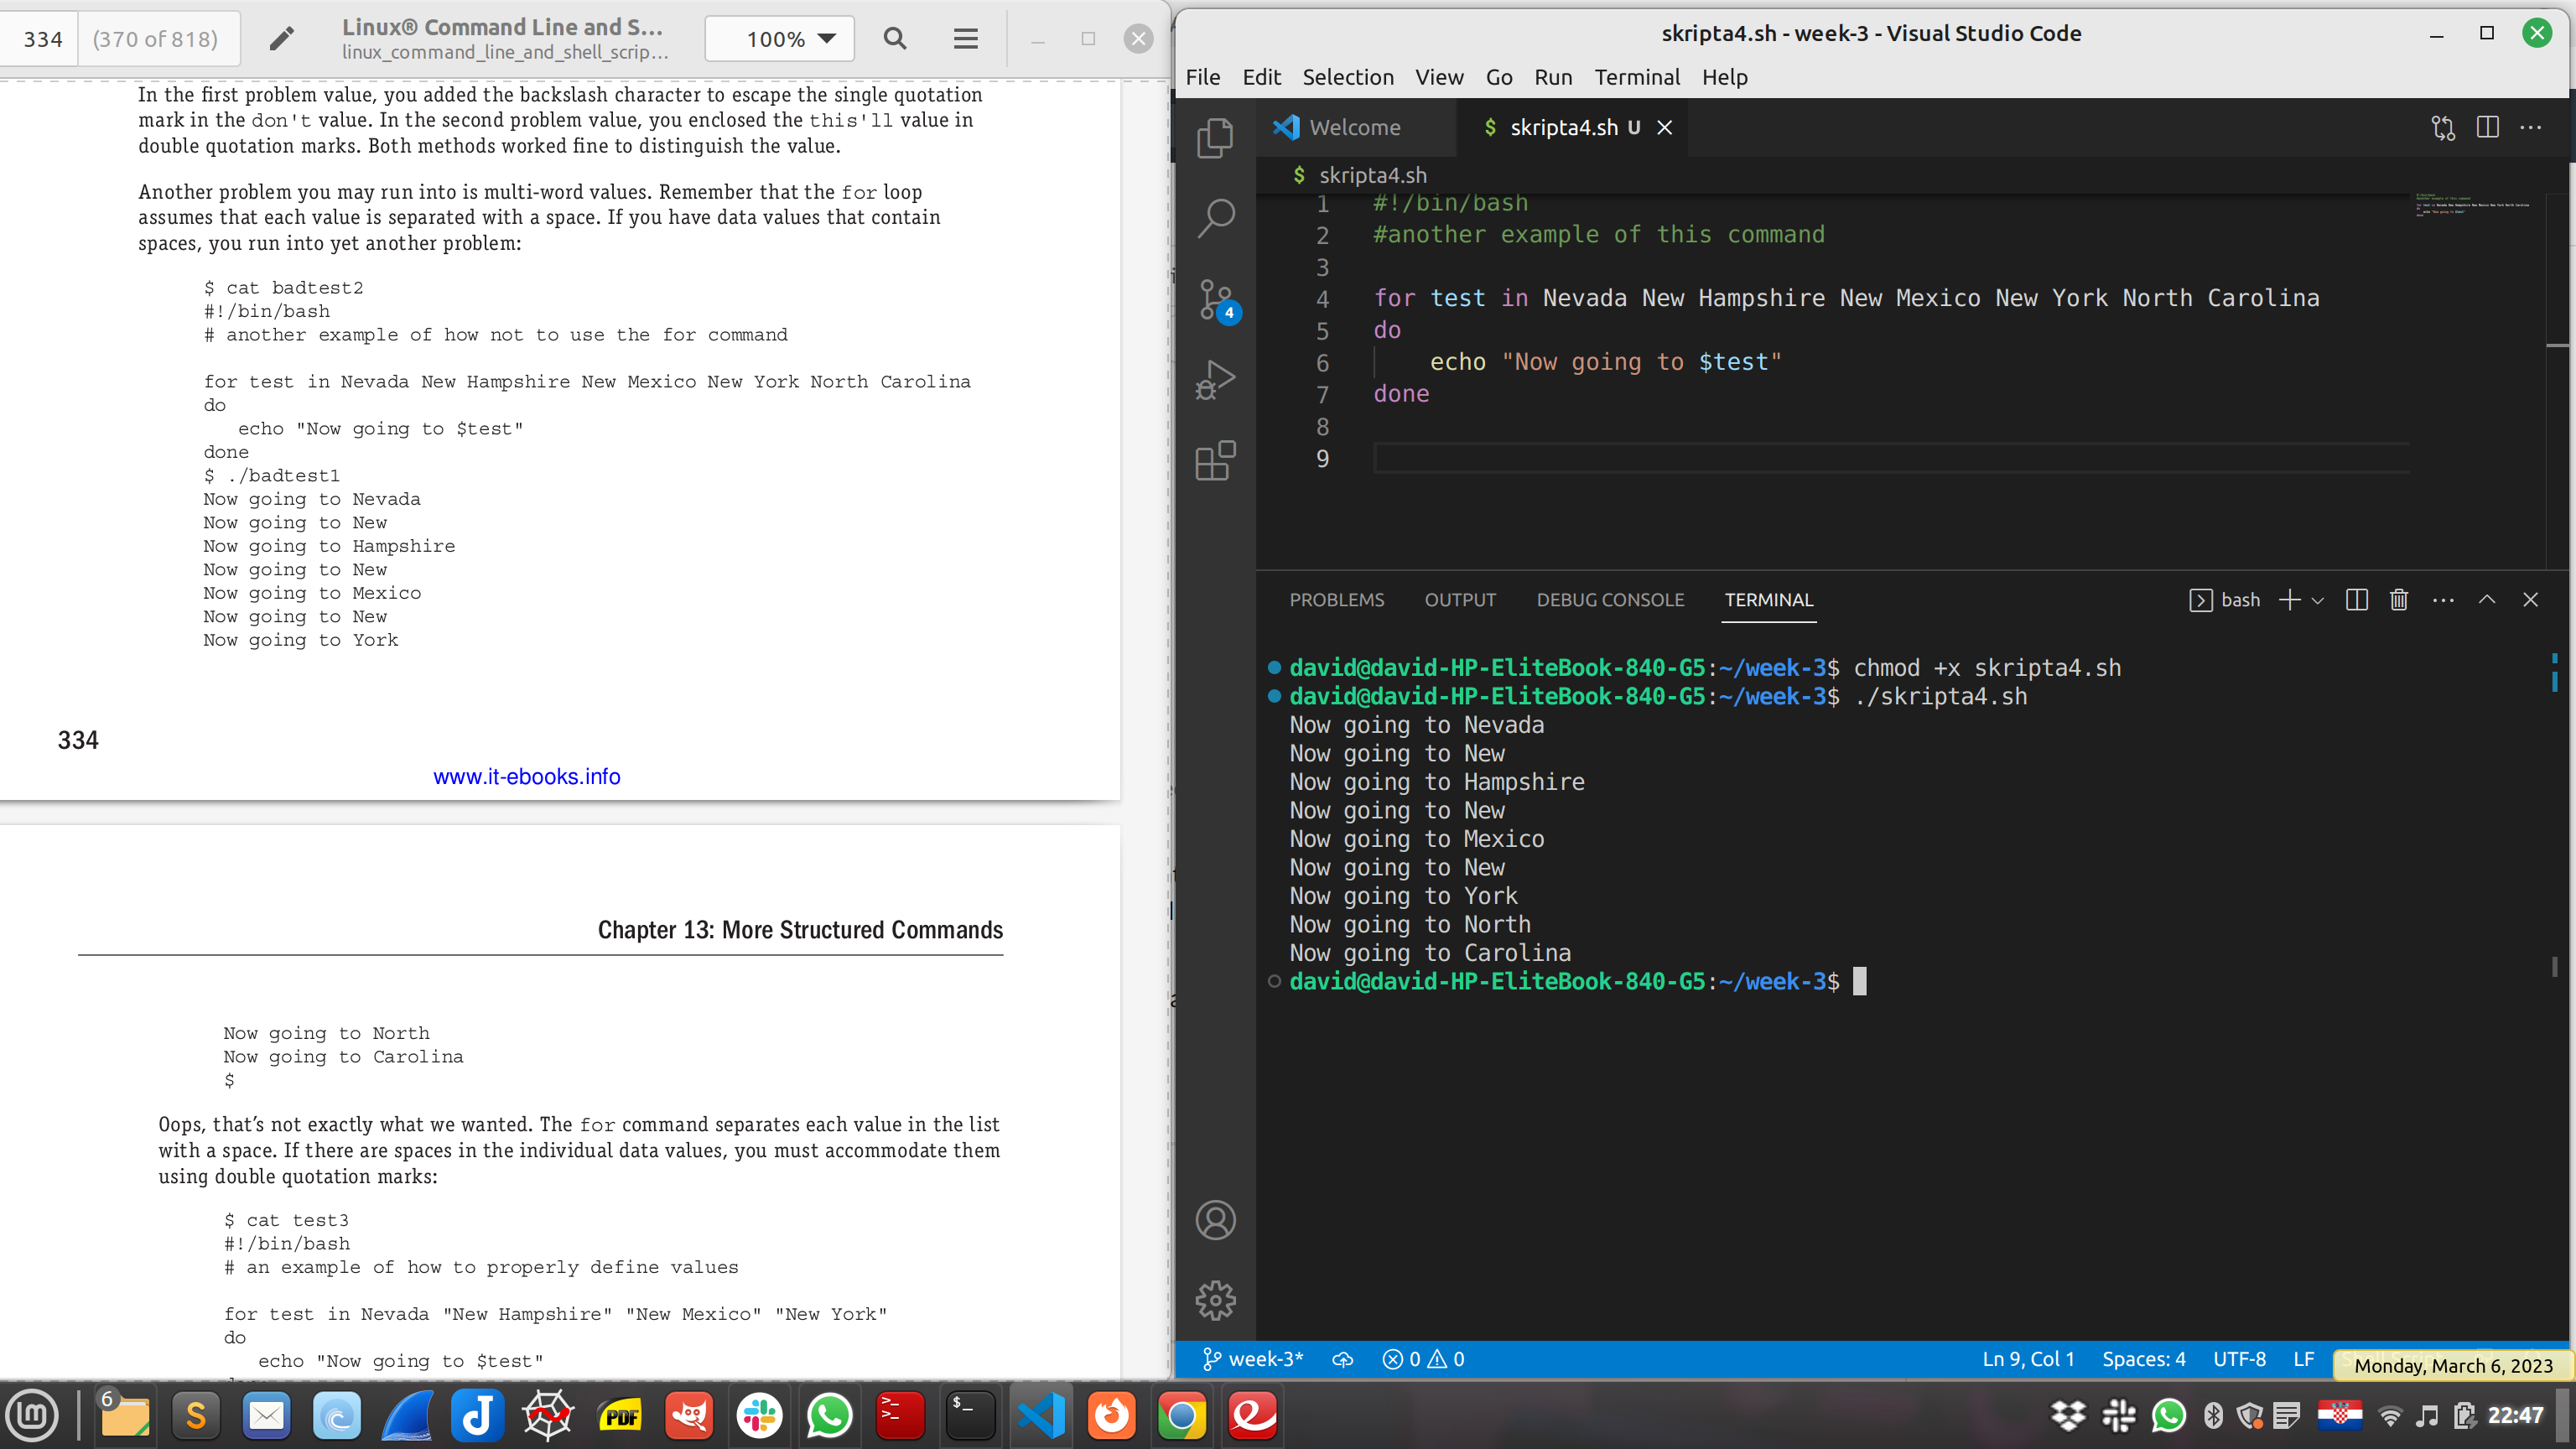 334
(370 of 818)
Linux® Command Line and S...
linux_command_line_and_shell_scrip...
100%
In the first problem value, you added the backslash character to escape the single quotation
mark in the don't value. In the second problem value, you enclosed the this'll value in
double quotation marks. Both methods worked fine to distinguish the value.
Another problem you may run into is multi-word values. Remember that the for loop
assumes that each value is separated with a space. If you have data values that contain
spaces, you run into yet another problem:
$ cat badtest2
#!/bin/bash
# another example of how not to use the for command
for test in Nevada New Hampshire New Mexico New York North Carolina
do
echo "Now going to $test"
done
$ ./badtest1
Now going to Nevada
Now going to New
Now going to Hampshire
Now going to New
Now going to Mexico
Now going to New
Now going to York
334
www.it-ebooks.info
Chapter 13: More Structured Commands
Now going to North
Now going to Carolina
$
Oops, that’s not exactly what we wanted. The for command separates each value in the list
with a space. If there are spaces in the individual data values, you must accommodate them
using double quotation marks:
$ cat test3
#!/bin/bash
# an example of how to properly define values
for test in Nevada "New Hampshire" "New Mexico" "New York"
do
echo "Now going to $test"
skripta4.sh - week-3 - Visual Studio Code
File Edit Selection View Go Run Terminal Help
Welcome
$ skripta4.sh U
$ skripta4.sh
1 #!/bin/bash
2 #another example of this command
3
4 for test in Nevada New Hampshire New Mexico New York North Carolina
5 do
6 echo "Now going to $test"
7 done
8
9
4
PROBLEMS OUTPUT DEBUG CONSOLE TERMINAL
bash
david@david-HP-EliteBook-840-G5:~/week-3$ chmod +x skripta4.sh
david@david-HP-EliteBook-840-G5:~/week-3$ ./skripta4.sh
Now going to Nevada
Now going to New
Now going to Hampshire
Now going to New
Now going to Mexico
Now going to New
Now going to York
Now going to North
Now going to Carolina
david@david-HP-EliteBook-840-G5:~/week-3$
week-3* 0 0
Ln 9, Col 1 Spaces: 4 UTF-8 LF
Monday, March 6, 2023
6
S
PDF
$_
22:47